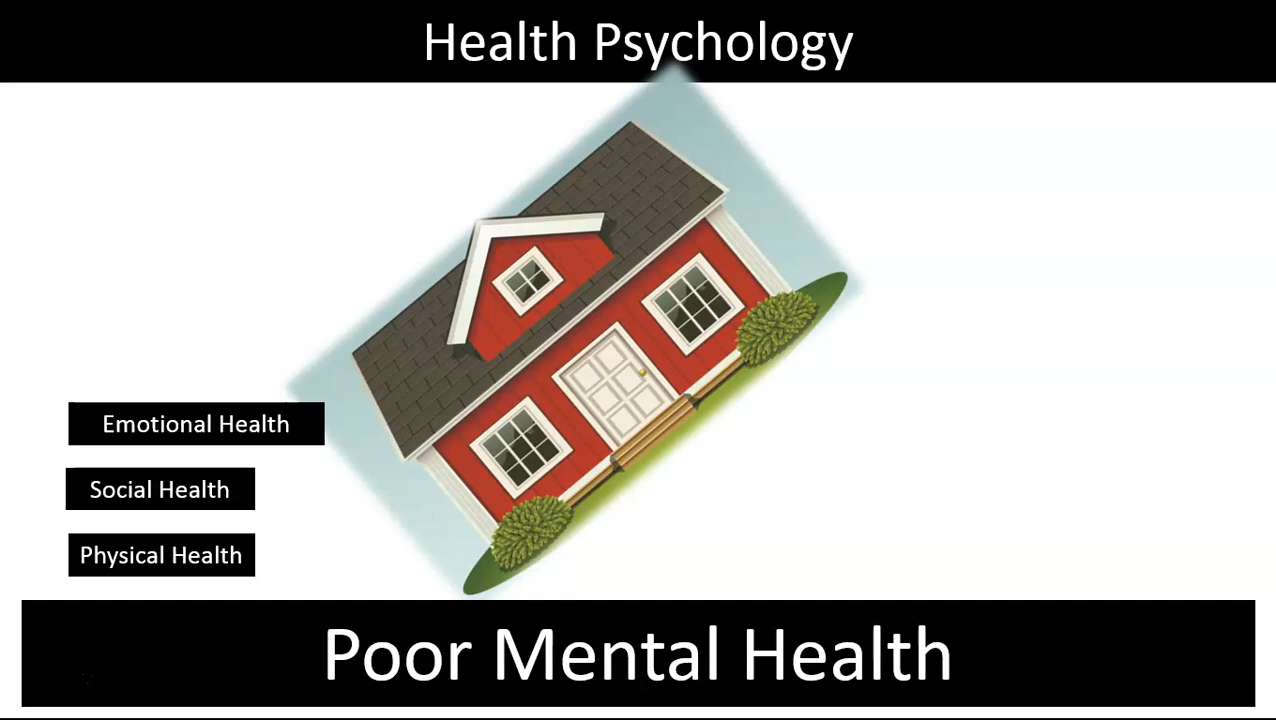 Health Psychology
Emotional Health
Social Health
Physical Health
Poor Mental Health